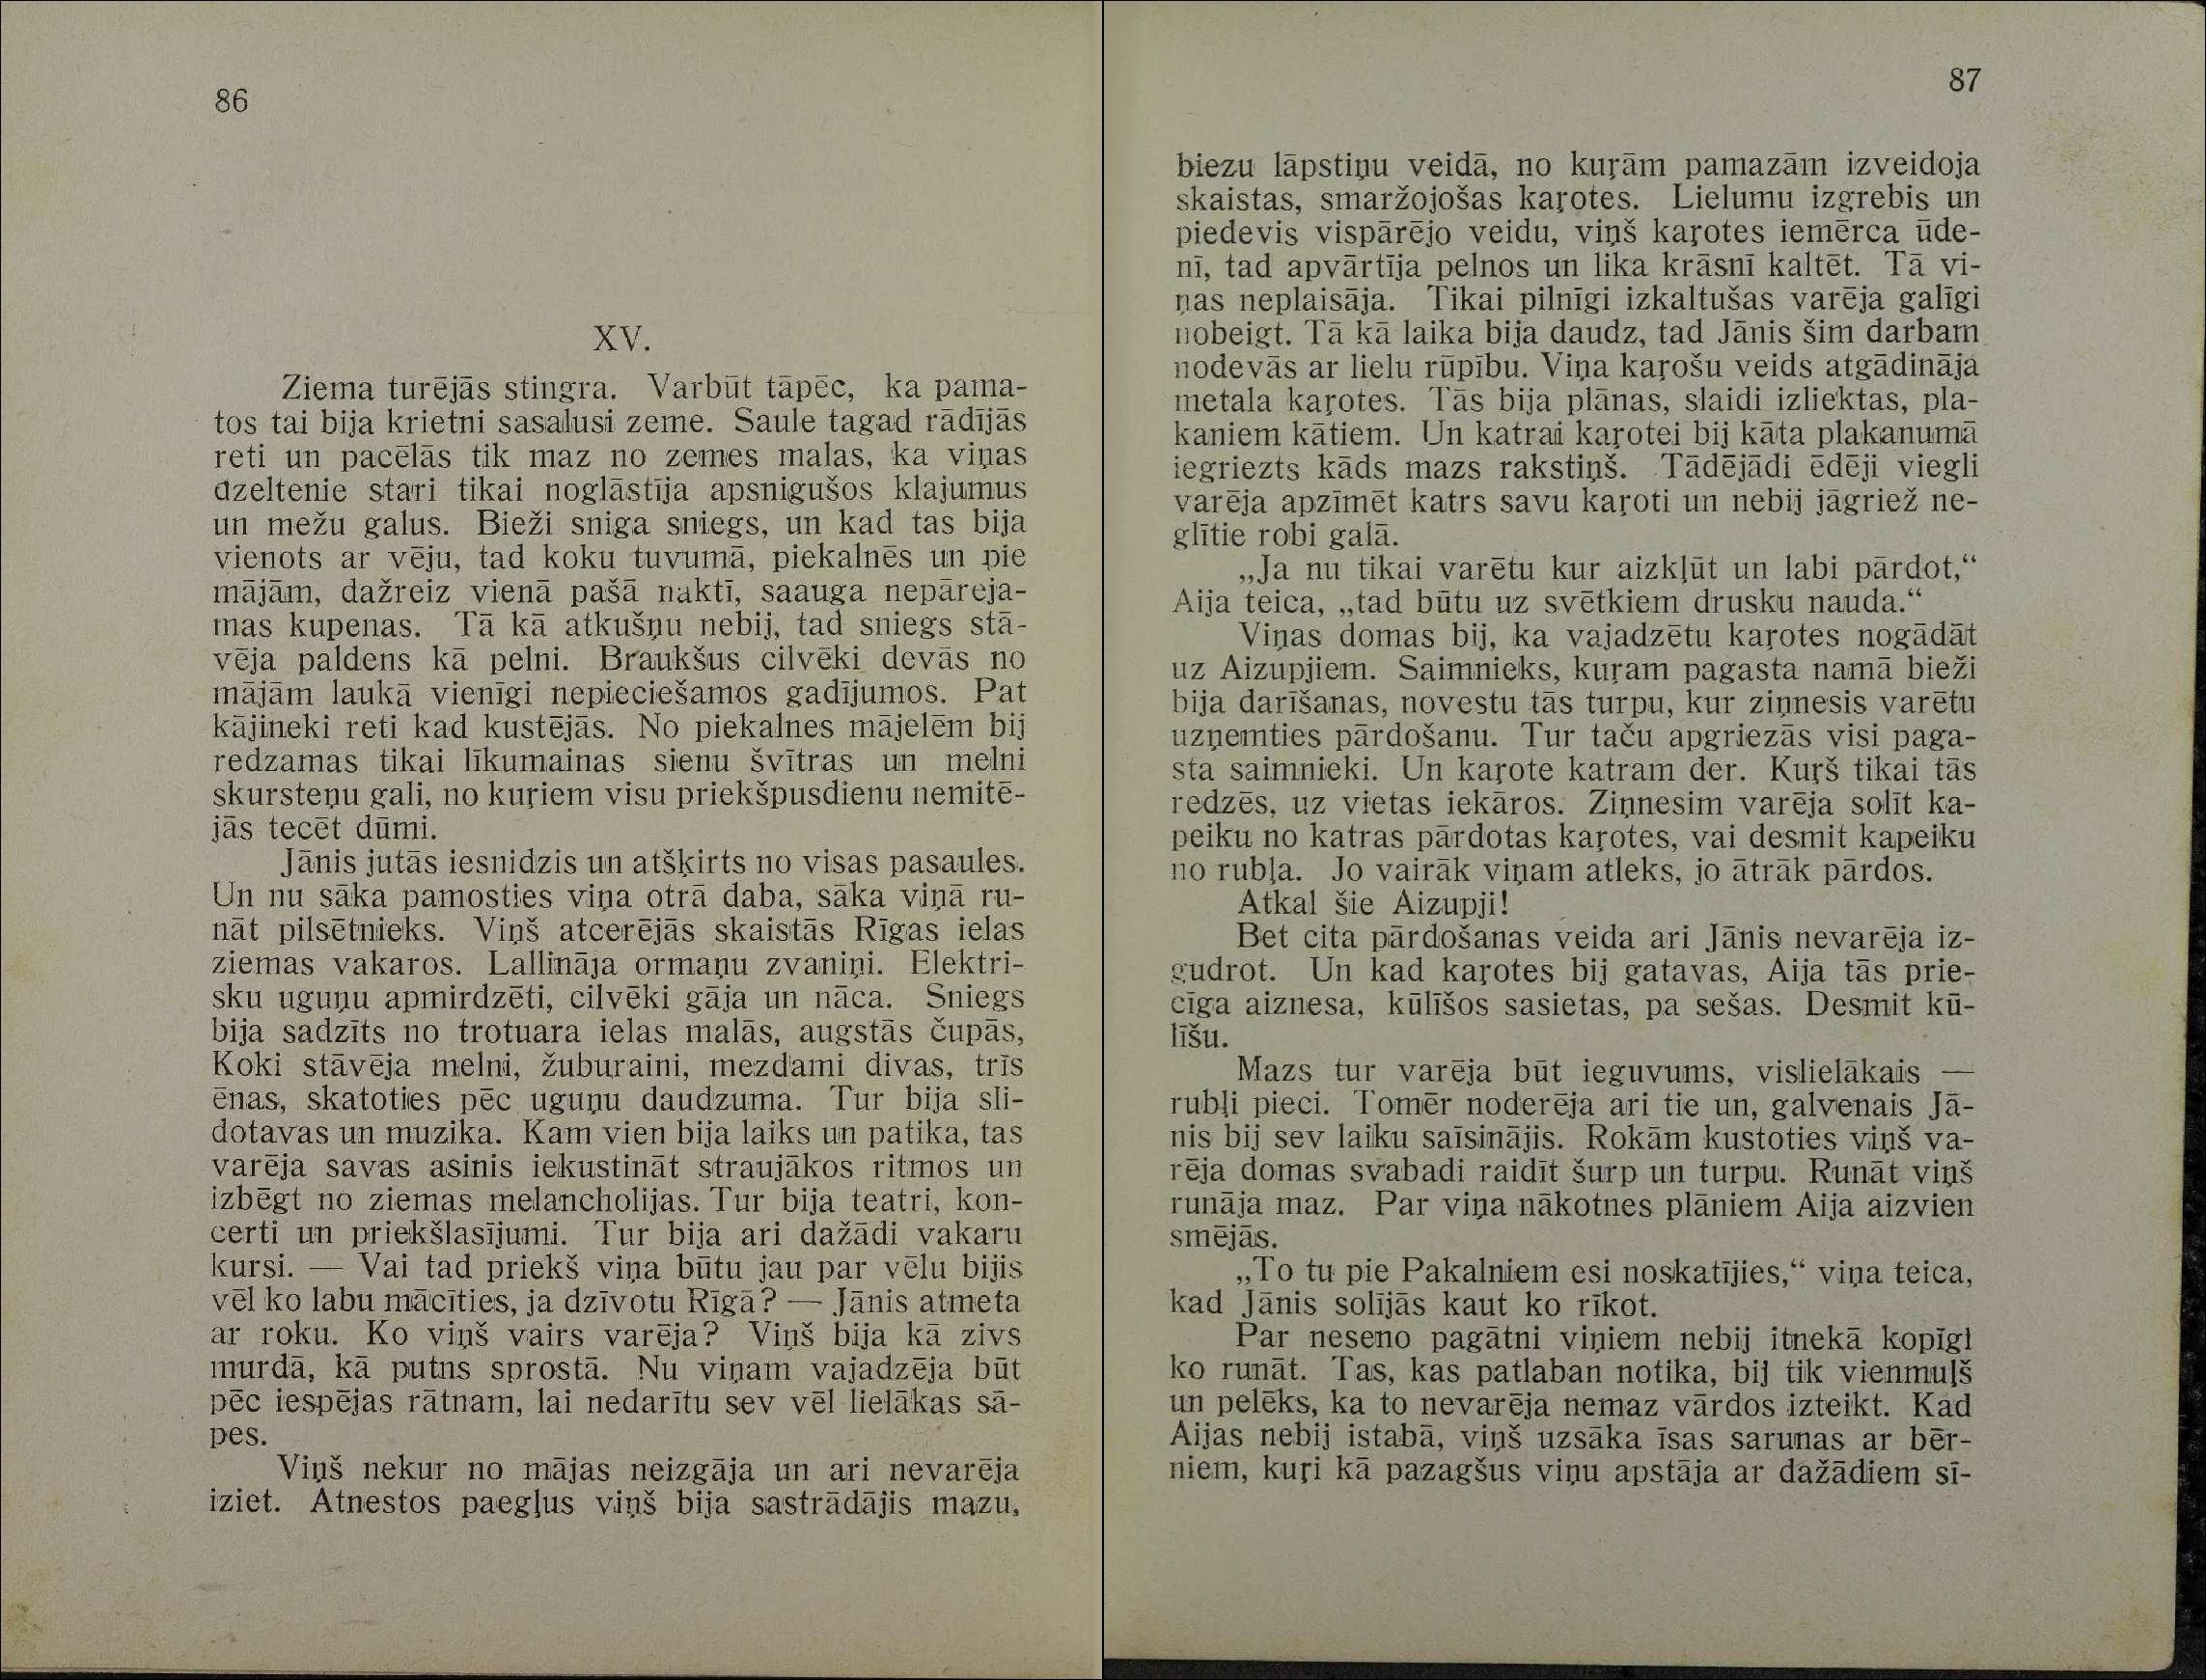 86
XV.
Ziema turējās stingra. Varbūt tāpēc, ka pama-
tos tai bija krietni sasalusi zeme. Saule tagad rādījās
reti un pacēlās tik maz no zemes malas, ka viņas
dzeltenie stari tikai noglāstīja apsnigušos klajumus
un mežu galus. Bieži sniga sniegs, un kad tas bija
vienots ar vēju, tad koku tuvumā, piekalnēs un pie
mājām, dažreiz vienā pašā naktī, saauga nepāreja-
mas kupenas. Tā kā atkušņu nebij, tad sniegs stā-
vēja paldens kā pelni. Braukšus cilvēki devās no
mājām laukā vienīgi nepieciešamos gadījumos. Pat
kājineki reti kad kustējās. No piekalnes mājelēm bij
redzamas tikai līkumainas sienu švītras un melni
skursteņu gali, no kuŗiem visu priekšpusdienu nemitē-
jās tecēt dūmi.
Jānis jutās iesnidzis un atšķirts no visas pasaules.
Un nu sāka pamosties viņa otrā daba, sāka viņā ru-
nāt pilsētnieks. Viņš atcerējās skaistās Rīgas ielas
ziemas vakaros. Lallināja ormaņu zvaniņi. Elektri-
sku uguņu apmirdzēti, cilvēki gāja un nāca. Sniegs
bija sadzīts no trotuara ielas malās, augstās čupās,
Koki stāvēja melni, žuburaini, mezdami divas, trīs
ēnas, skatoties pēc uguņu daudzuma. Tur bija sli-
dotavas un muzika. Kam vien bija laiks un patika, tas
varēja savas asinis iekustināt straujākos ritmos un
izbēgt no ziemas melancholijas. Tur bija teatri, kon-
certi un priekšlasījumi. Tur bija ari dažādi vakaru
kursi. — Vai tad priekš viņa būtu jau par vēlu bijis
vēl ko labu mācīties, ja dzīvotu Rīgā? — Jānis atmeta
ar roku. Ko viņš vairs varēja? Viņš bija kā zivs
murdā, kā putns sprostā. Nu viņam vajadzēja būt
pēc iespējas rātnam, lai nedarītu sev vēl lielākas sā-
pes.
Viņš nekur no mājas neizgāja un ari nevarēja
iziet. Atnestos paegļus viņš bija sastrādājis mazu,
87
biezu lāpstiņu veidā, no kuŗām pamazām izveidoja
skaistas, smaržojošas kaŗotes. Lielumu izgrebis un
piedevis vispārējo veidu, viņš kaŗotes iemērca ūde-
nī, tad apvārtīja pelnos un lika krāsnī kaltēt. Tā vi-
ņas neplaisāja. Tikai pilnīgi izkaltušas varēja galīgi
nobeigt. Tā kā laika bija daudz, tad Jānis šim darbam
nodevās ar lielu rūpību. Viņa kaŗošu veids atgādināja
metala kaŗotes. Tās bija plānas, slaidi izliektas, pla-
kaniem kātiem. Un katrai kaŗotei bij kāta plakanumā
iegriezts kāds mazs rakstiņš. Tādējādi ēdēji viegli
varēja apzīmēt katrs savu kaŗoti un nebij jāgriež ne-
glītie robi galā.
„Ja nu tikai varētu kur aizkļūt un labi pārdot,“
Aija teica, „tad būtu uz svētkiem drusku nauda.“
Viņas domas bij, ka vajadzētu kaŗotes nogādāt
uz Aizupjiem. Saimnieks, kuŗam pagasta namā bieži
bija darīšanas, novestu tās turpu, kur ziņnesis varētu
uzņemties pārdošanu. Tur taču apgriezās visi paga-
sta saimnieki. Un kaŗote katram der. Kuŗš tikai tās
redzēs, uz vietas iekāros. Ziņnesim varēja solīt ka-
peiku no katras pārdotas kaŗotes, vai desmit kapeiku
no rubļa. Jo vairāk viņam atleks, jo ātrāk pārdos.
Atkal šie Aizupji!
Bet cita pārdošanas veida ari Jānis nevarēja iz-
gudrot. Un kad kaŗotes bij gatavas, Aija tās prie-
cīga aiznesa, kūlīšos sasietas, pa sešas. Desmit kū-
līšu.
Mazs tur varēja būt ieguvums, vislielākais —
rubļi pieci. Tomēr noderēja ari tie un, galvenais Jā-
nis bij sev laiku saīsinājis. Rokām kustoties viņš va-
rēja domas svabadi raidīt šurp un turpu. Runāt viņš
runāja maz. Par viņa nākotnes plāniem Aija aizvien
smējās.
„To tu pie Pakalniem esi noskatījies,“ viņa teica,
kad Jānis solījās kaut ko rīkot.
Par neseno pagātni viņiem nebij itnekā kopīgi
ko runāt. Tas, kas patlaban notika, bij tik vienmuļš
un pelēks, ka to nevarēja nemaz vārdos izteikt. Kad
Aijas nebij istabā, viņš uzsāka īsas sarunas ar bēr-
niem, kuŗi kā pazagšus viņu apstāja ar dažādiem sī-